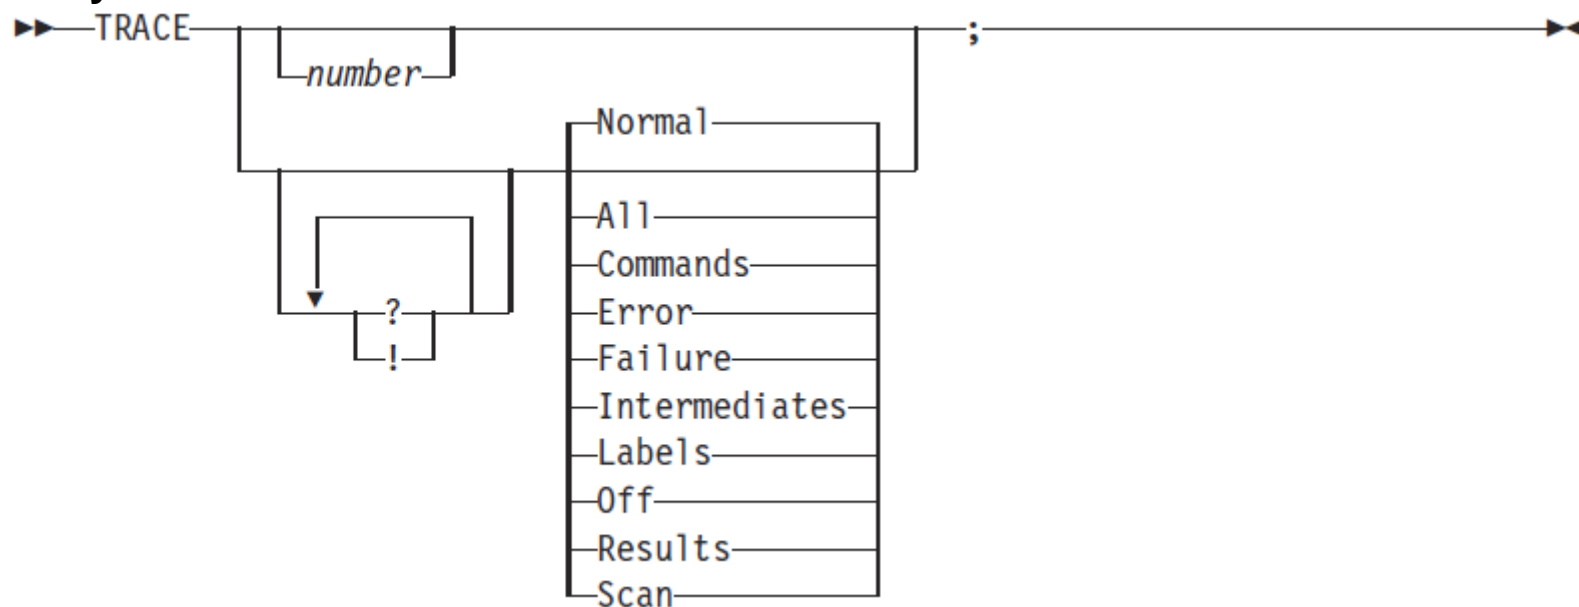 TRACE ;
number
Normal
All
Commands
?
Error
!
Failure
Intermediates
Labels
Off
Results
Scan